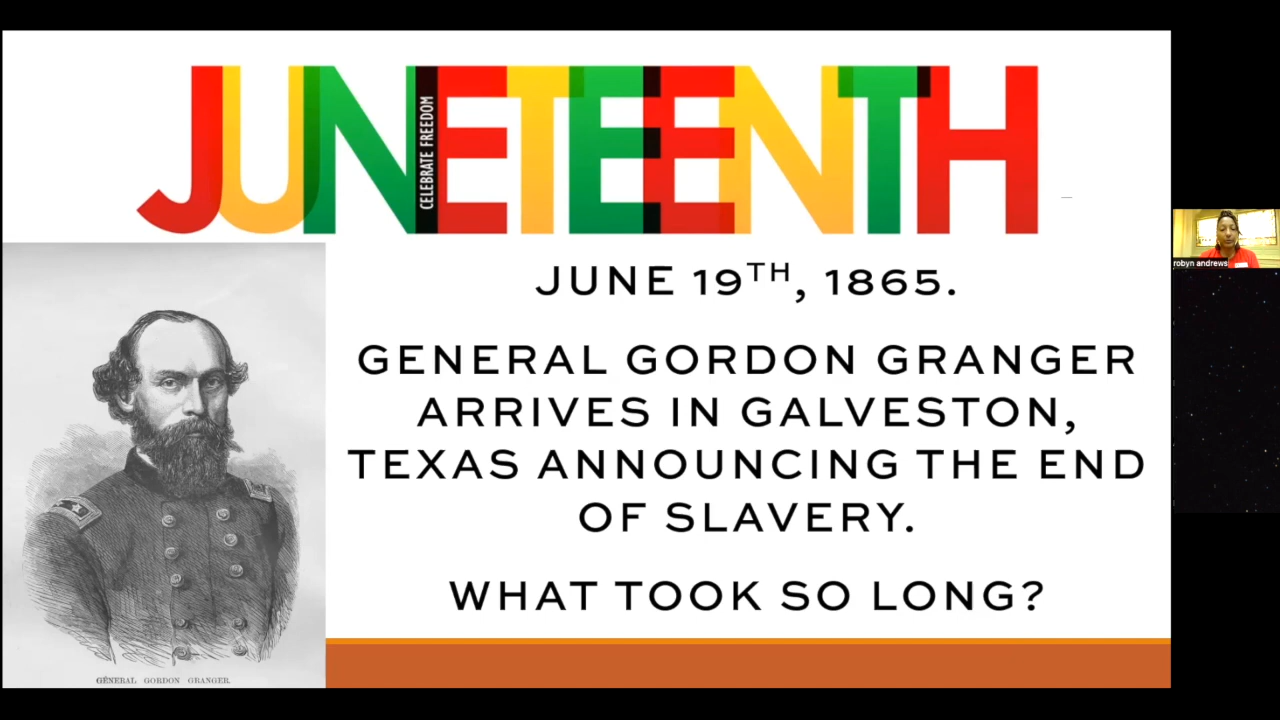 JUNETEENTH
CELEBRATE FREEDOM
JUNE 19TH, 1865.
GENERAL GORDON GRANGER
ARRIVES IN GALVESTON,
TEXAS ANNOUNCING THE END
OF SLAVERY.
WHAT TOOK SO LONG?
GENERAL GORDON GRANGER.
robyn andrews